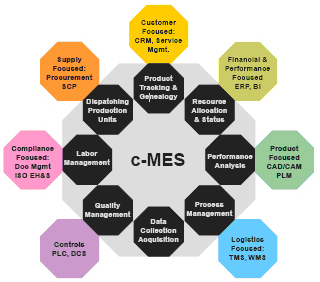 Customer
Focused:
CRM, Service
Mgmt.
Supply
Focused:
Procurement
SCP
Financial &
Performance
Focused
ERP, BI
Product
Tracking &
Genealogy
Dispatching
Production
Units
Resource
Allocation
& Status
Compliance
Focused:
Doc Mgmt
ISO EH&S
Labor
Management
c-MES
Performance
Analysis
Product
Focused
CAD/CAM
PLM
Quality
Management
Process
Management
Data
Collection
Acquisition
Controls
PLC, DCS
Logistics
Focused:
TMS, WMS